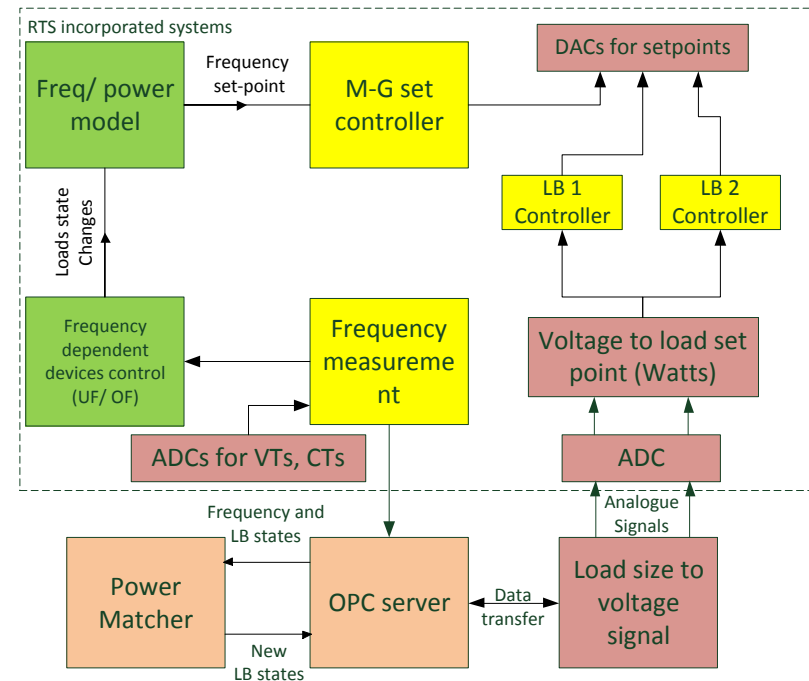 RTS incorporated systems
Freq/ power
model
Frequency
set-point
M-G set
controller
DACs for setpoints
LB 1
Controller
LB 2
Controller
Loads state
Changes
Frequency
dependent
devices control
(UF/ OF)
Frequency
measureme
nt
Voltage to load set
point (Watts)
ADCs for VTs, CTs
ADC
Analogue
Signals
Frequency and
LB states
Power
Matcher
OPC server
Data
transfer
Load size to
voltage
signal
New
LB states